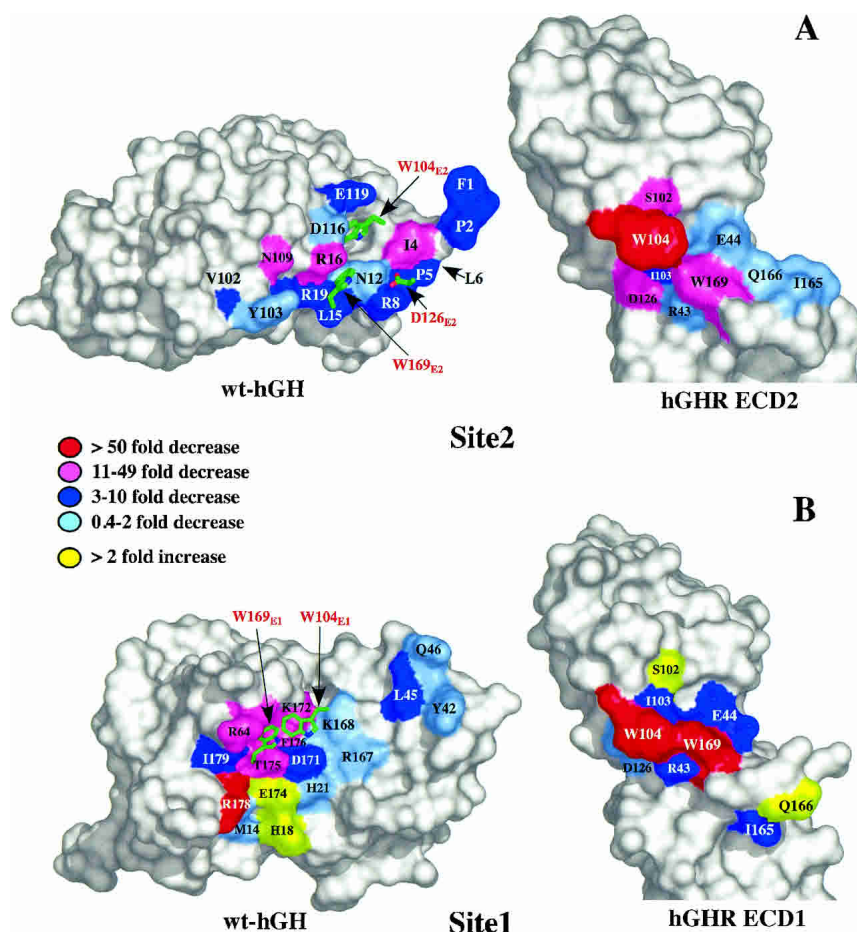 A
W104E2
E119
F1
D116
P2
S102
W104
E44
N109
R16
I4
V102
N12
P5
L6
I103
W169
Q166
I165
R19
R8
D126
R43
Y103
L15
D126E2
W169E2
wt-hGH
hGHR ECD2
Site2
> 50 fold decrease
11-49 fold decrease
3-10 fold decrease
0.4-2 fold decrease
> 2 fold increase
B
W169E1
W104E1
Q46
S102
L45
K172
Y42
I103
E44
R64
K168
W104
F176
R167
W169
I179
T175
D171
D126
R43
E174
H21
Q166
R178
I165
M14
H18
wt-hGH
Site1
hGHR ECD1